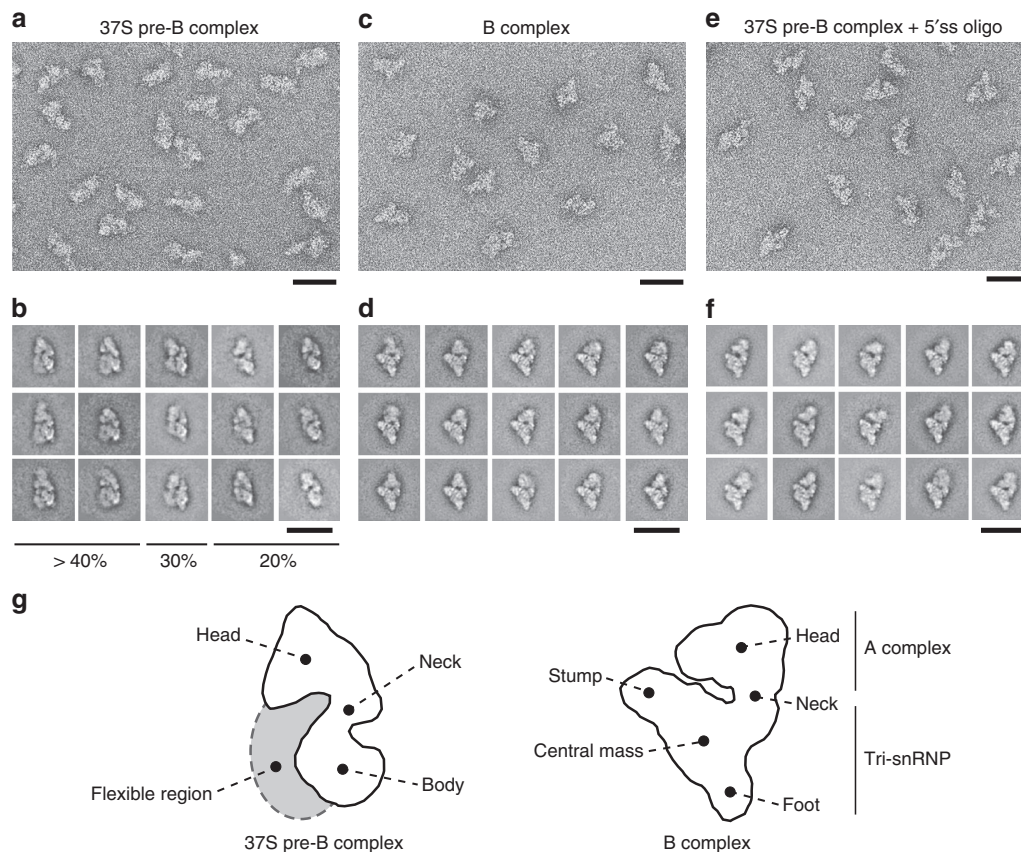 a
37S pre-B complex
c
B complex
e
37S pre-B complex + 5′ss oligo
b
d
f
> 40%
30%
20%
g
Head
Neck
Flexible region
Body
37S pre-B complex
Head
A complex
Stump
Neck
Central mass
Tri-snRNP
Foot
B complex